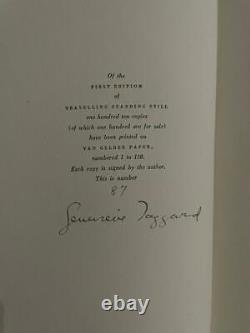 Of the
FIRST EDITION
of
TRAVELLING STANDING STILL
one hundred ten copies
(of which one hundred are for sale)
have been printed on
VAN GELDER PAPER,
numbered 1 to 110.
Each copy is signed by the author.
This is number
87
Genevieve Taggard
thecoffeetrade.com